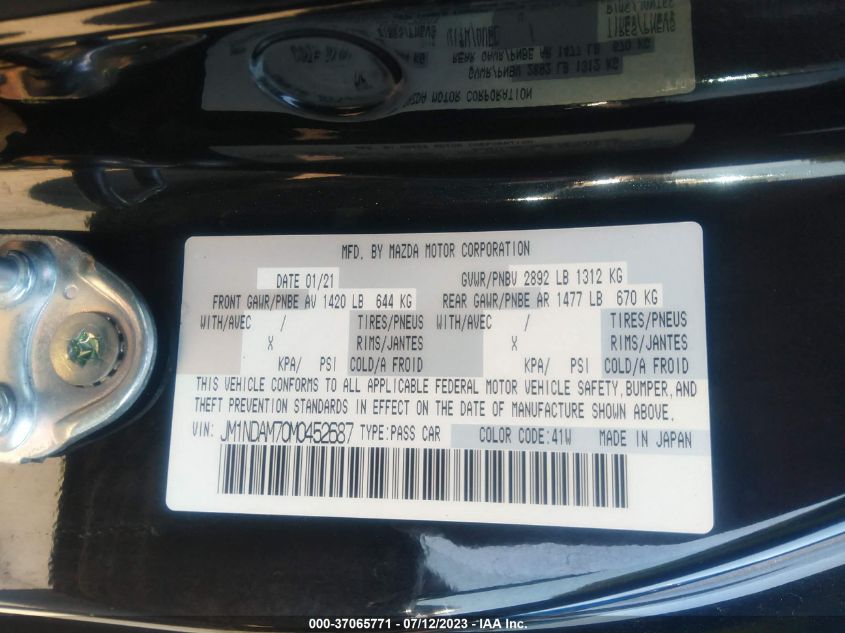 MFD. BY MAZDA MOTOR CORPORATION
DATE 01/21 GVWR/PNBV 2892 LB 1312 KG
FRONT GAWR/PNBE AV 1420 LB 644 KG REAR GAWR/PNBE AR 1477 LB 670 KG
WITH/AVEC / TIRES/PNEUS WITH/AVEC / TIRES/PNEUS
X RIMS/JANTES X RIMS/JANTES
KPA/ PSI COLD/A FROID KPA/ PSI COLD/A FROID
THIS VEHICLE CONFORMS TO ALL APPLICABLE FEDERAL MOTOR VEHICLE SAFETY, BUMPER, AND
THEFT PREVENTION STANDARDS IN EFFECT ON THE DATE OF MANUFACTURE SHOWN ABOVE.
VIN: JM1NDAM70M0452687 TYPE:PASS CAR COLOR CODE:41W MADE IN JAPAN
000-37065771 - 07/12/2023 - © IAA Inc.